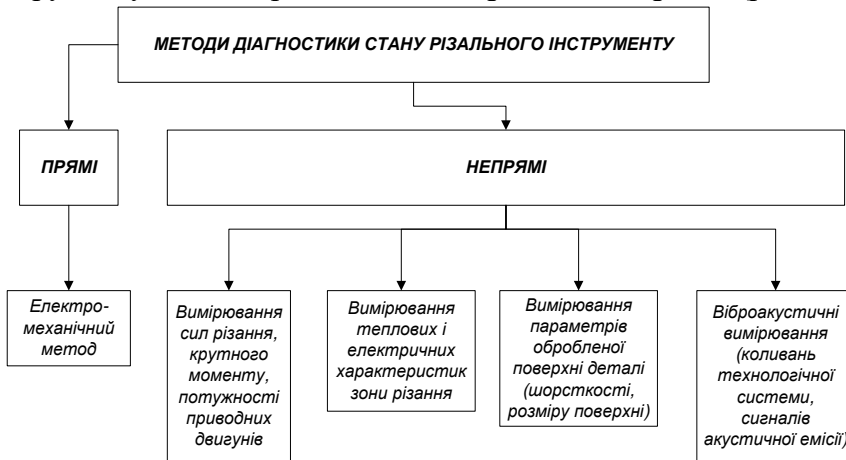 МЕТОДИ ДІАГНОСТИКИ СТАНУ РІЗАЛЬНОГО ІНСТРУМЕНТУ
ПРЯМІ
НЕПРЯМІ
Електро-
механічний
метод
Вимірювання
сил різання,
крутного
моменту,
потужності
приводних
двигунів
Вимірювання
теплових і
електричних
характеристик
зони різання
Вимірювання
параметрів
обробленої
поверхні деталі
(шорсткості,
розміру поверхні)
Віброакустичні
вимірювання
(коливань
технологічної
системи,
сигналів
акустичної емісії)